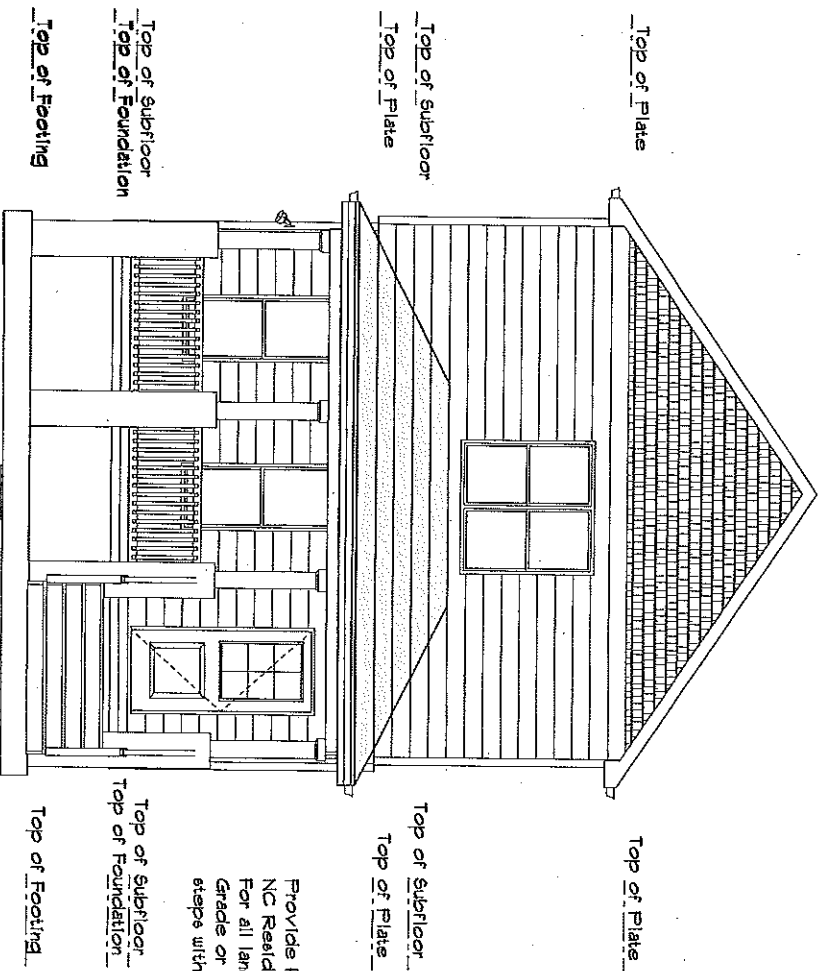 Top of Plate
Top of Subfloor
Top of Plate
Top of Subfloor
Top of Foundation
Top of Footing
Top of Plate
Top of Subfloor
Top of Plate
Provide
NC Resid
For all lan
Grade or
steps with
Top of Subfloor
Top of Foundation
Top of Footing